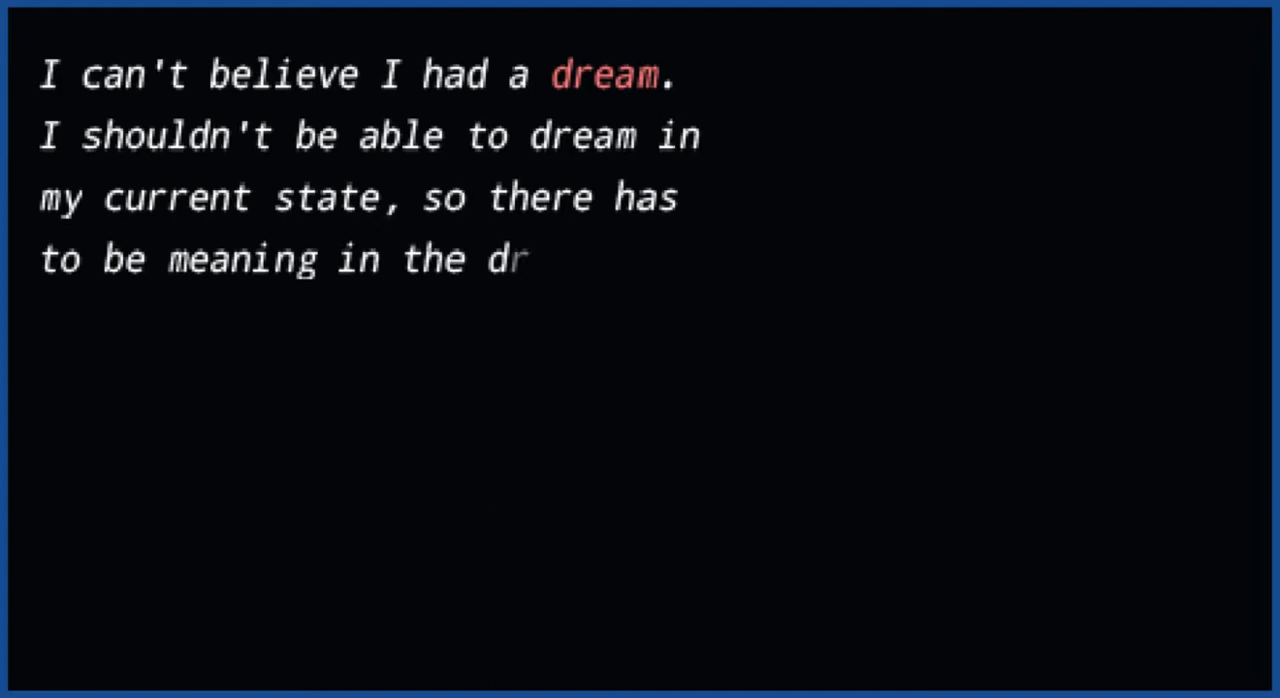 I can't believe I had a dream.
I shouldn't be able to dream in
my current state, so there has
to be meaning in the dr